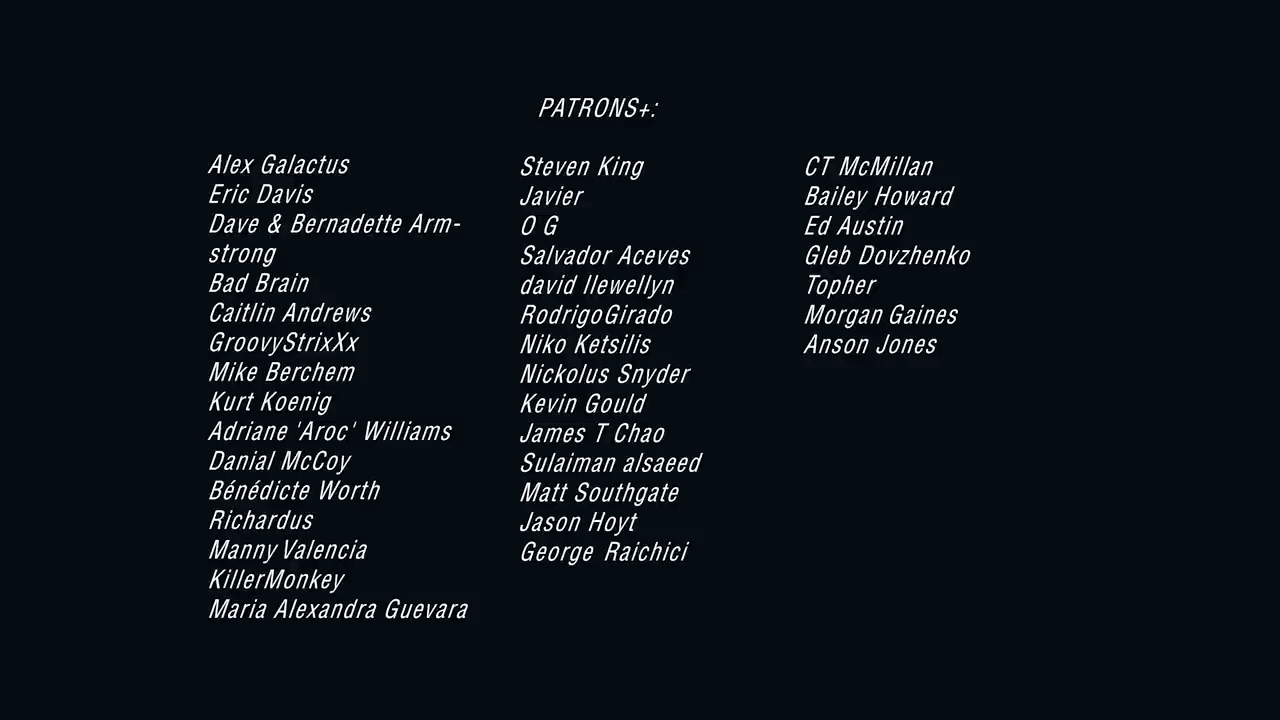 PATRONS+:
Alex Galactus
Eric Davis
Dave & Bernadette Arm-
strong
Bad Brain
Caitlin Andrews
GroovyStrixXx
Mike Berchem
Kurt Koenig
Adriane 'Aroc' Williams
Danial McCoy
Bénédicte Worth
Richardus
Manny Valencia
KillerMonkey
Maria Alexandra Guevara
Steven King
Javier
O G
Salvador Aceves
david llewellyn
RodrigoGirado
Niko Ketsilis
Nickolus Snyder
Kevin Gould
James T Chao
Sulaiman alsaeed
Matt Southgate
Jason Hoyt
George Raichici
CT McMillan
Bailey Howard
Ed Austin
Gleb Dovzhenko
Topher
Morgan Gaines
Anson Jones